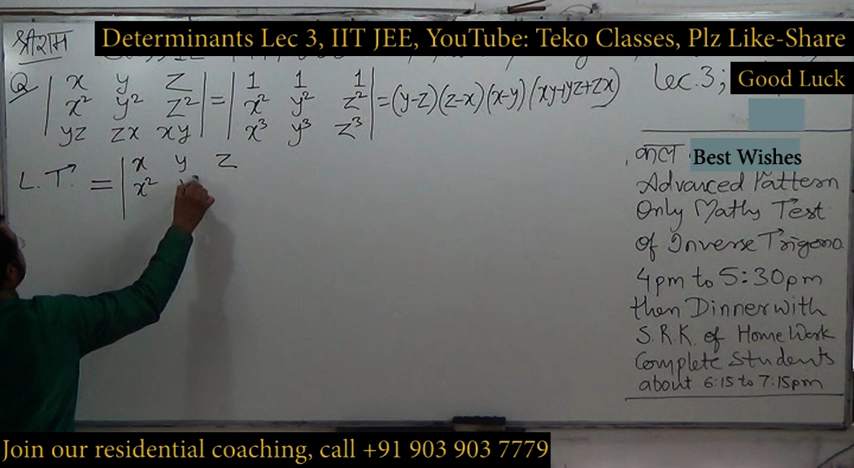 श्रीराम
Determinants Lec 3, IIT JEE, YouTube: Teko Classes, Plz Like-Share
Q | x y z | = | 1 1 1 | = (y-z)(z-x)(x-y)(xy+yz+zx)
| x² y² z² | | x² y² z² |
| yz zx xy | | x³ y³ z³ |
Lec.3;
Good Luck
L.T. = | x y z
| x²
कल
Best Wishes
Advanced Pattern
Only Maths Test
of Inverse Trigono.
4pm to 5:30pm
then Dinner with
S.R.K. of Home Work
Complete Students
about 6:15 to 7:15pm
Join our residential coaching, call +91 903 903 7779